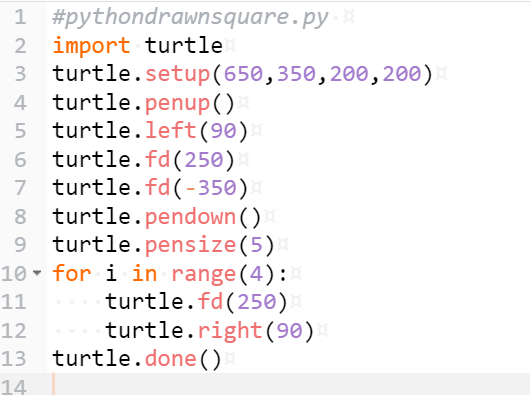 1 #pythondrawnsquare.py
2 import turtle
3 turtle.setup(650,350,200,200)
4 turtle.penup()
5 turtle.left(90)
6 turtle.fd(250)
7 turtle.fd(-350)
8 turtle.pendown()
9 turtle.pensize(5)
10 for i in range(4):
11     turtle.fd(250)
12     turtle.right(90)
13 turtle.done()
14